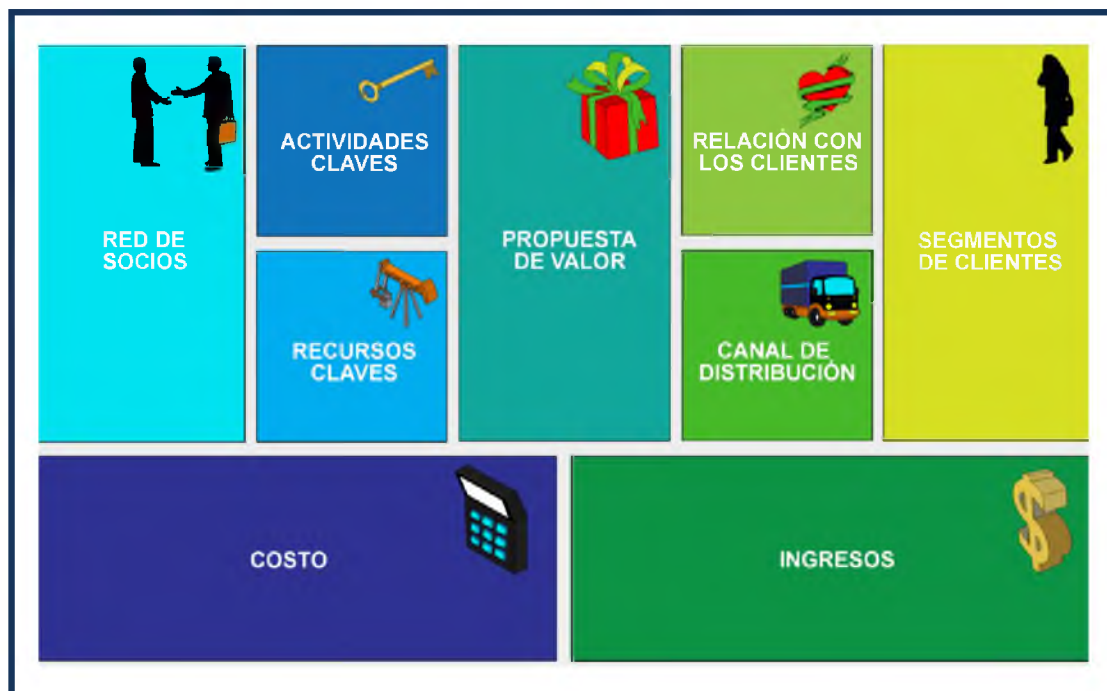 RED DE
SOCIOS
ACTIVIDADES
CLAVES
RECURSOS
CLAVES
PROPUESTA
DE VALOR
RELACIÓN CON
LOS CLIENTES
CANAL DE
DISTRIBUCIÓN
SEGMENTOS
DE CLIENTES
COSTO
INGRESOS